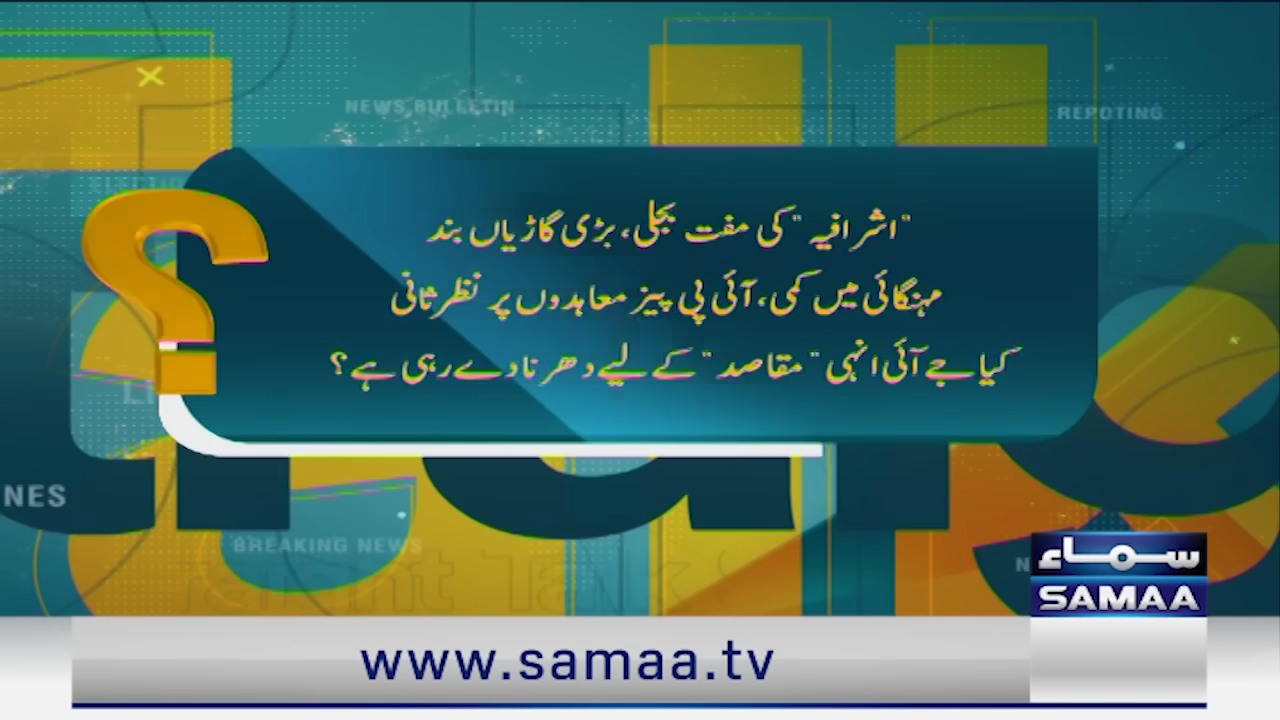 NEWS BULLETIN
REPOTING
"اشرافیہ" کی مفت بجلی، بڑی گاڑیاں بند
مہنگائی میں کمی، آئی پی پیز معاہدوں پر نظرثانی
کیا جے آئی انہی "مقاصد" کے لیے دھرنا دے رہی ہے؟
؟
NES
BREAKING NEWS
سماء
SAMAA
www.samaa.tv